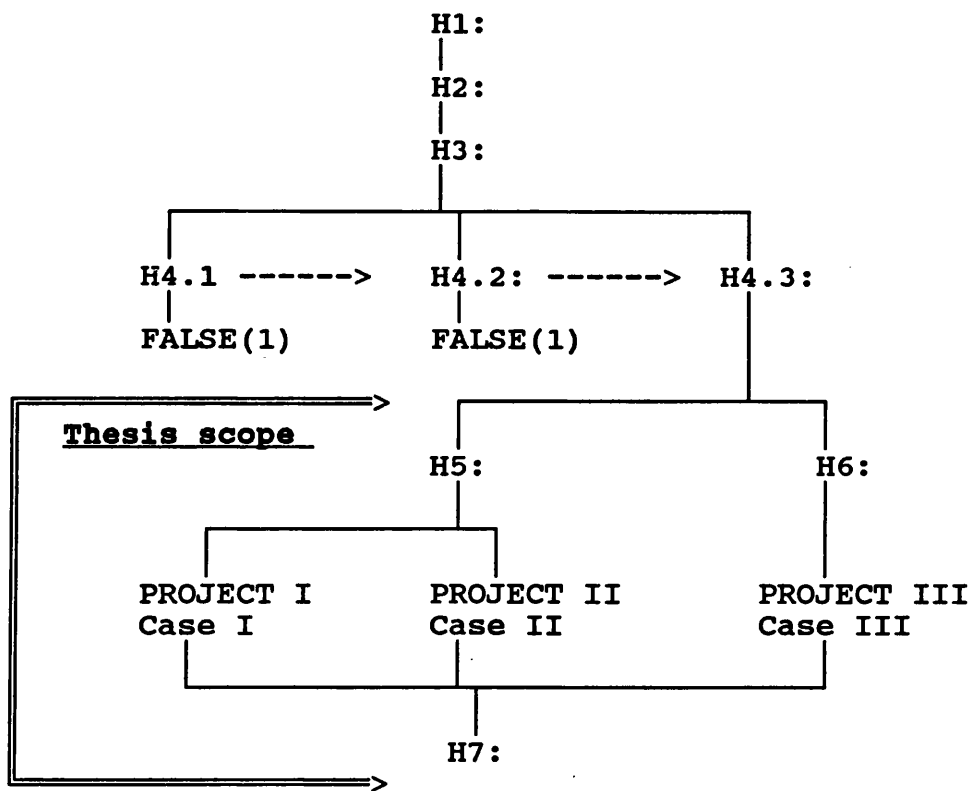 H1:
H2:
H3:
H4.1 ------> H4.2: ------> H4.3:
FALSE(1) FALSE(1)
Thesis scope
H5: H6:
PROJECT I PROJECT II PROJECT III
Case I Case II Case III
H7: